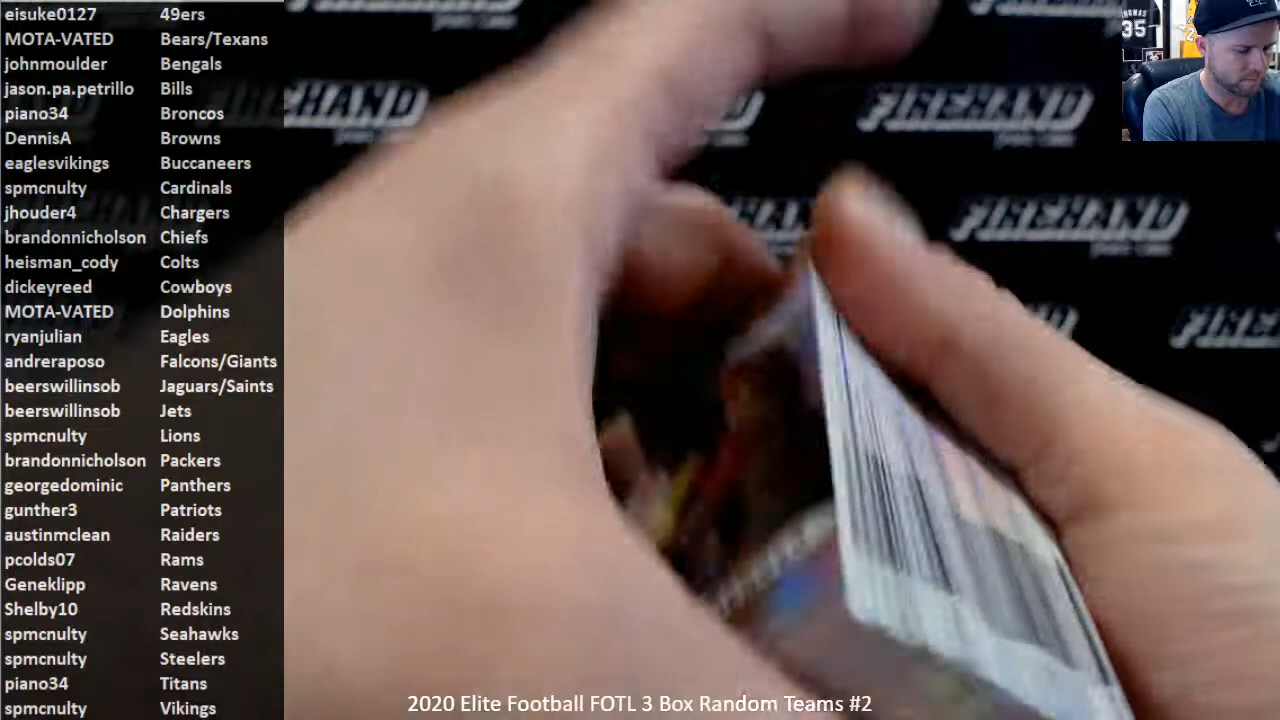 eisuke0127 49ers
MOTA-VATED Bears/Texans
johnmoulder Bengals
jason.pa.petrillo Bills
piano34 Broncos
DennisA Browns
eaglesvikings Buccaneers
spmcnulty Cardinals
jhouder4 Chargers
brandonnicholson Chiefs
heisman_cody Colts
dickeyreed Cowboys
MOTA-VATED Dolphins
ryanjulian Eagles
andreraposo Falcons/Giants
beerswillinsob Jaguars/Saints
beerswillinsob Jets
spmcnulty Lions
brandonnicholson Packers
georgedominic Panthers
gunther3 Patriots
austinmclean Raiders
pcolds07 Rams
Geneklipp Ravens
Shelby10 Redskins
spmcnulty Seahawks
spmcnulty Steelers
piano34 Titans
spmcnulty Vikings
FIREHAND
FIREHAND
FIREHAND
35
2020 Elite Football FOTL 3 Box Random Teams #2